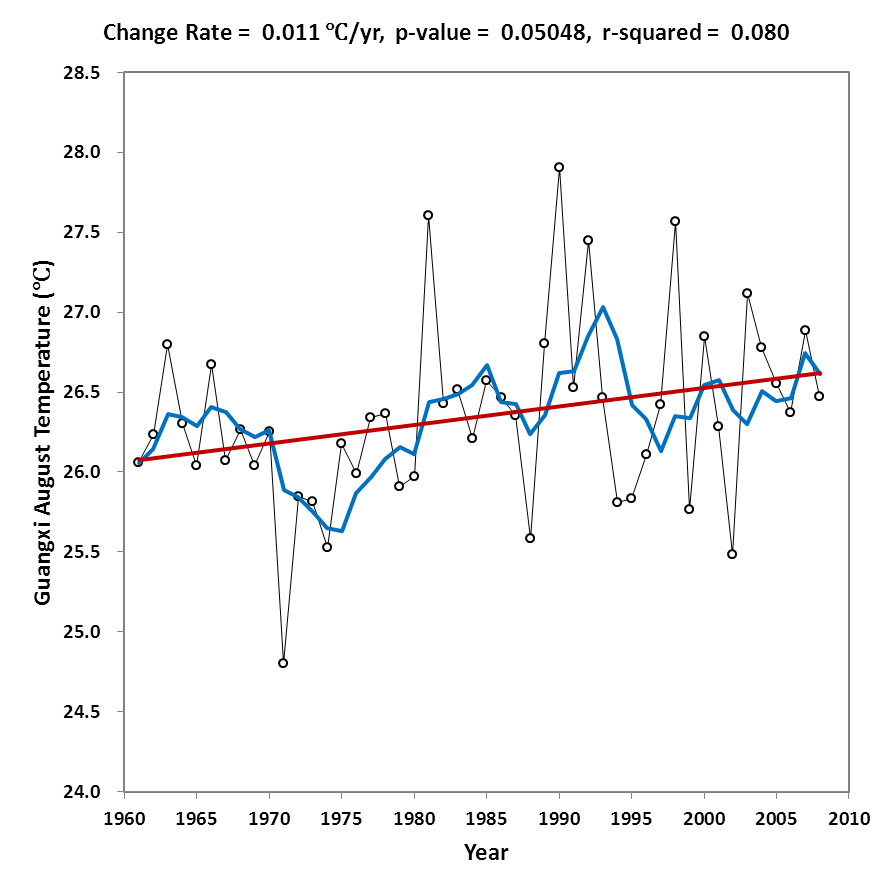 Change Rate = 0.011 ℃/yr, p-value = 0.05048, r-squared = 0.080
28.5
28.0
27.5
27.0
26.5
26.0
25.5
25.0
24.5
24.0
Guangxi August Temperature (℃)
1960 1965 1970 1975 1980 1985 1990 1995 2000 2005 2010
Year